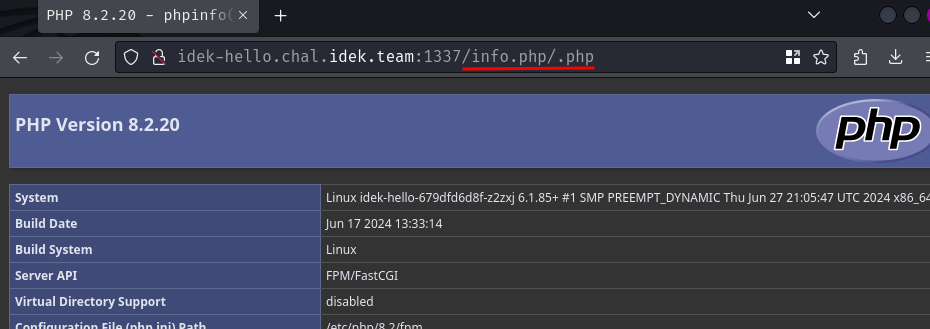 PHP 8.2.20 - phpinfo(
idek-hello.chal.idek.team:1337/info.php/.php
PHP Version 8.2.20
php
System Linux idek-hello-679dfd6d8f-z2zxj 6.1.85+ #1 SMP PREEMPT_DYNAMIC Thu Jun 27 21:05:47 UTC 2024 x86_64
Build Date Jun 17 2024 13:33:14
Build System Linux
Server API FPM/FastCGI
Virtual Directory Support disabled
Configuration File (php.ini) Path /etc/php/8.2/fpm